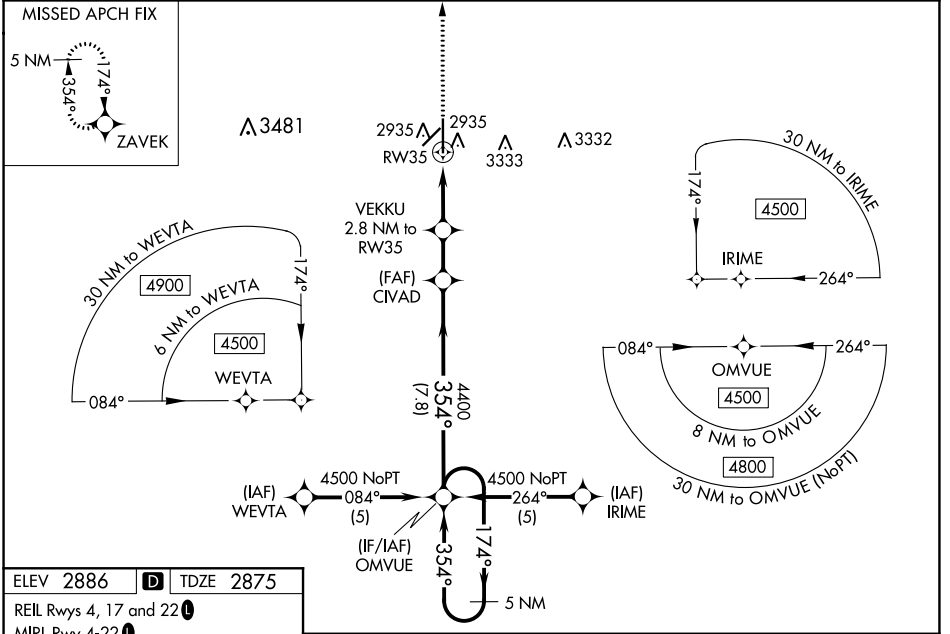 MISSED APCH FIX
5 NM
354°
174°
ZAVEK
3481
2935
2935
RW35
3333
3332
VEKKU
2.8 NM to
RW35
(FAF)
CIVAD
30 NM to WEVTA
4900
6 NM to WEVTA
4500
WEVTA
174°
084°
30 NM to IRIME
4500
174°
IRIME
264°
084°
264°
OMVUE
4500
8 NM to OMVUE
4800
30 NM to OMVUE (NoPT)
354°
(7.8)
4400
(IAF)
WEVTA
4500 NoPT
084°
(5)
4500 NoPT
264°
(5)
(IAF)
IRIME
(IF/IAF)
OMVUE
354°
174°
5 NM
ELEV 2886 D TDZE 2875
REIL Rwys 4, 17 and 22 L
MIRL Rwy 4-22 L